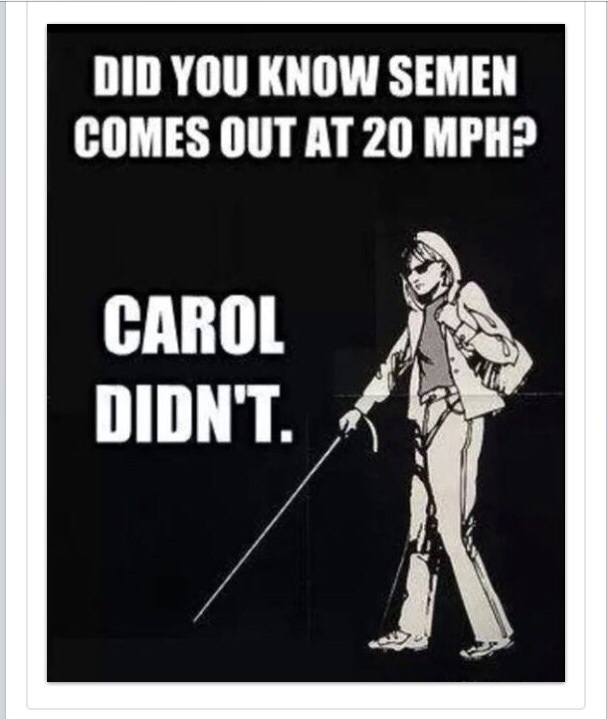 DID YOU KNOW SEMEN
COMES OUT AT 20 MPH?
CAROL
DIDN'T.